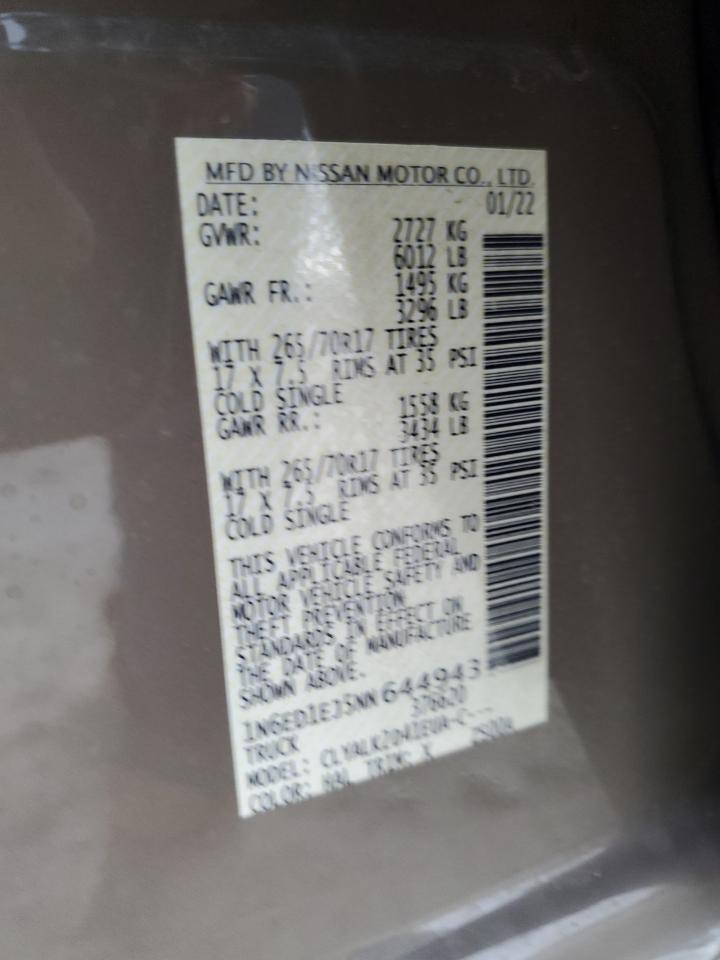 MFD BY NISSAN MOTOR CO., LTD.
DATE: 01/22
GVWR: 2727 KG
6012 LB
GAWR FR.: 1495 KG
3296 LB
WITH 265/70R17 TIRES
17 X 7.5 RIMS AT 35 PSI
COLD SINGLE
GAWR RR.: 1558 KG
3434 LB
WITH 265/70R17 TIRES
17 X 7.5 RIMS AT 35 PSI
COLD SINGLE
THIS VEHICLE CONFORMS TO
ALL APPLICABLE FEDERAL
MOTOR VEHICLE SAFETY AND
THEFT PREVENTION
STANDARDS IN EFFECT ON
THE DATE OF MANUFACTURE
SHOWN ABOVE.
1N6ED1EJ5NN644943
TRUCK 376620
MODEL:
COLOR: HAL TRIM: X